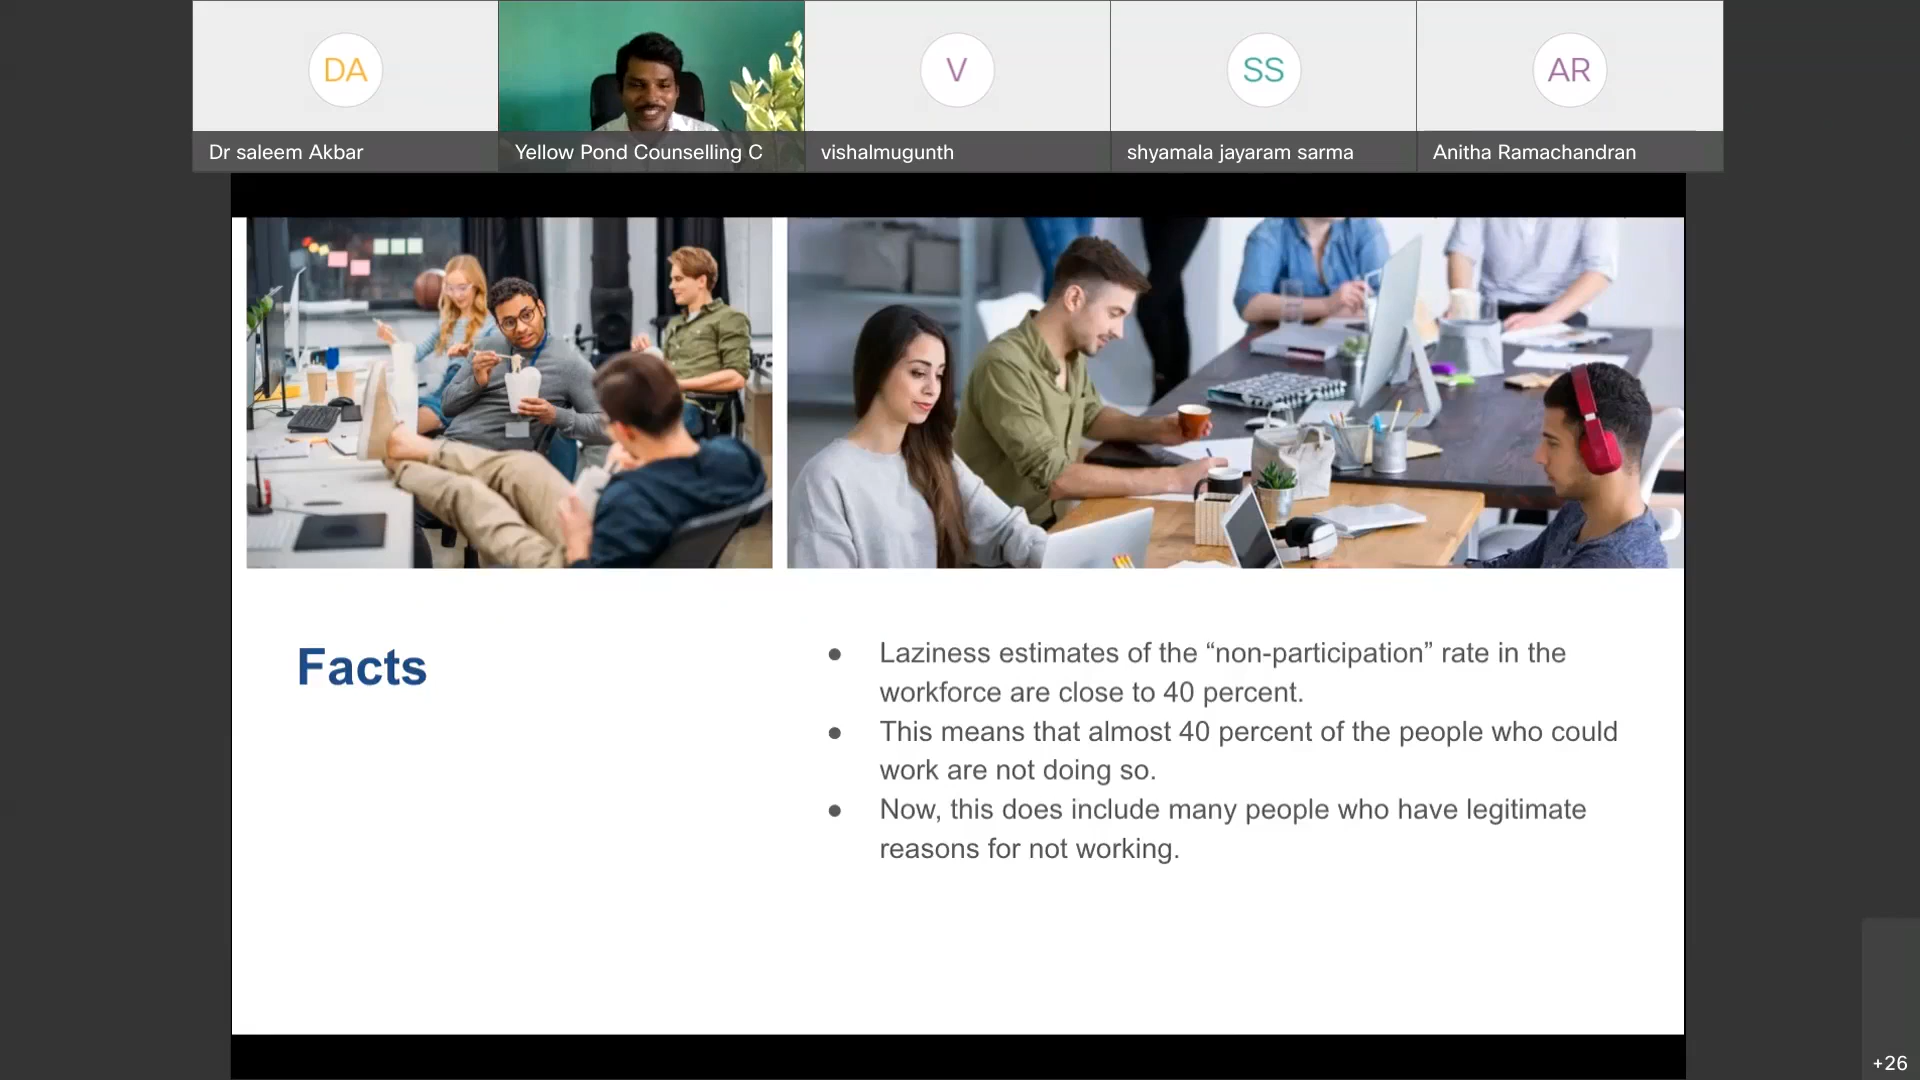 DA
V
SS
AR
Dr saleem Akbar
Yellow Pond Counselling C
vishalmugunth
shyamala jayaram sarma
Anitha Ramachandran
Facts
● Laziness estimates of the “non-participation” rate in the
workforce are close to 40 percent.
● This means that almost 40 percent of the people who could
work are not doing so.
● Now, this does include many people who have legitimate
reasons for not working.
+26